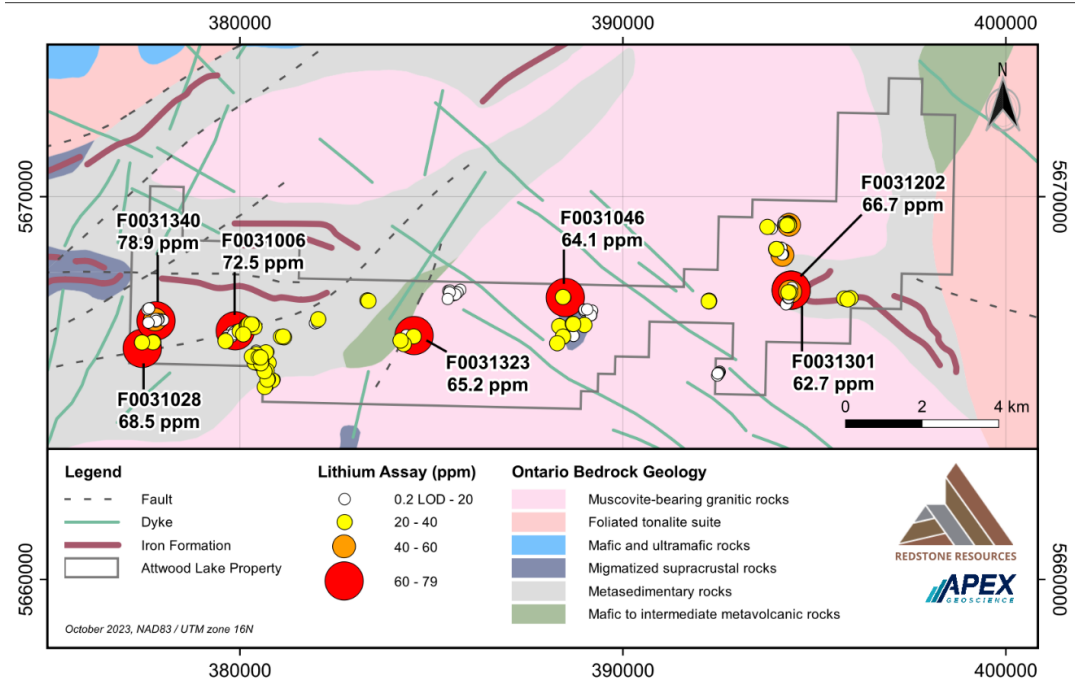 380000
390000
400000
N
5670000
5670000
F0031340
78.9 ppm
F0031006
72.5 ppm
F0031046
64.1 ppm
F0031202
66.7 ppm
F0031323
65.2 ppm
F0031301
62.7 ppm
F0031028
68.5 ppm
0 2 4 km
Legend
Fault
Dyke
Iron Formation
Attwood Lake Property
October 2023, NAD83 / UTM zone 16N
Lithium Assay (ppm)
0.2 LOD - 20
20 - 40
40 - 60
60 - 79
Ontario Bedrock Geology
Muscovite-bearing granitic rocks
Foliated tonalite suite
Mafic and ultramafic rocks
Migmatized supracrustal rocks
Metasedimentary rocks
Mafic to intermediate metavolcanic rocks
REDSTONE RESOURCES
APEX
GEOSCIENCE
5660000
5660000
380000
390000
400000